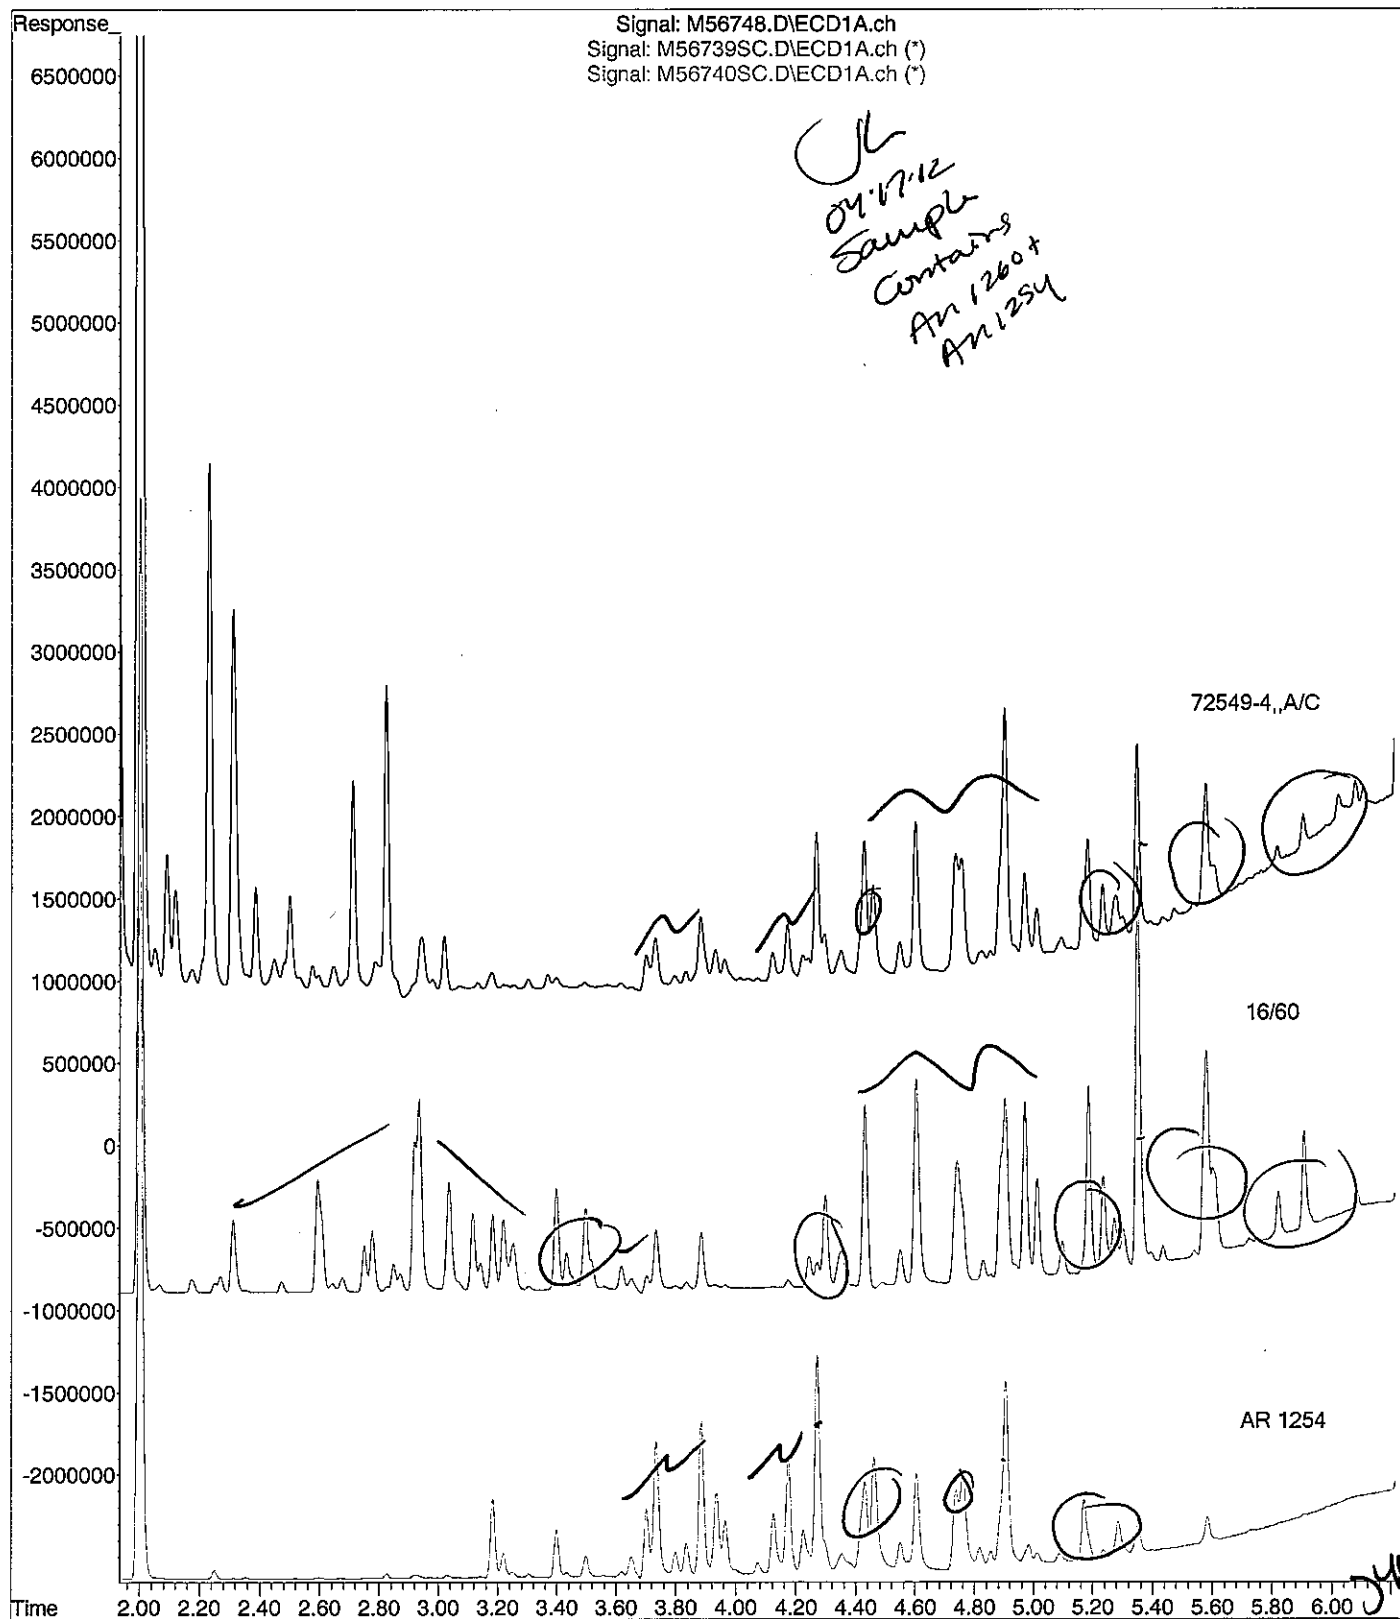 Response_
Signal: M56748.D\ECD1A.ch
Signal: M56739SC.D\ECD1A.ch (*)
Signal: M56740SC.D\ECD1A.ch (*)
6500000
6000000
5500000
5000000
4500000
4000000
3500000
3000000
2500000
2000000
1500000
1000000
500000
0
-500000
-1000000
-1500000
-2000000
04.17.12
Sample
Contains
AR 1260 +
AR 1254
72549-4,,A/C
16/60
AR 1254
Time 2.00 2.20 2.40 2.60 2.80 3.00 3.20 3.40 3.60 3.80 4.00 4.20 4.40 4.60 4.80 5.00 5.20 5.40 5.60 5.80 6.00